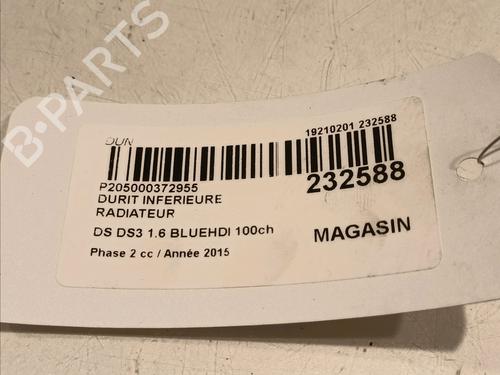 B-PARTS
DUN
19210201 232588
P205000372955
232588
DURIT INFERIEURE
RADIATEUR
DS DS3 1.6 BLUEHDI 100ch
MAGASIN
Phase 2 cc / Année 2015